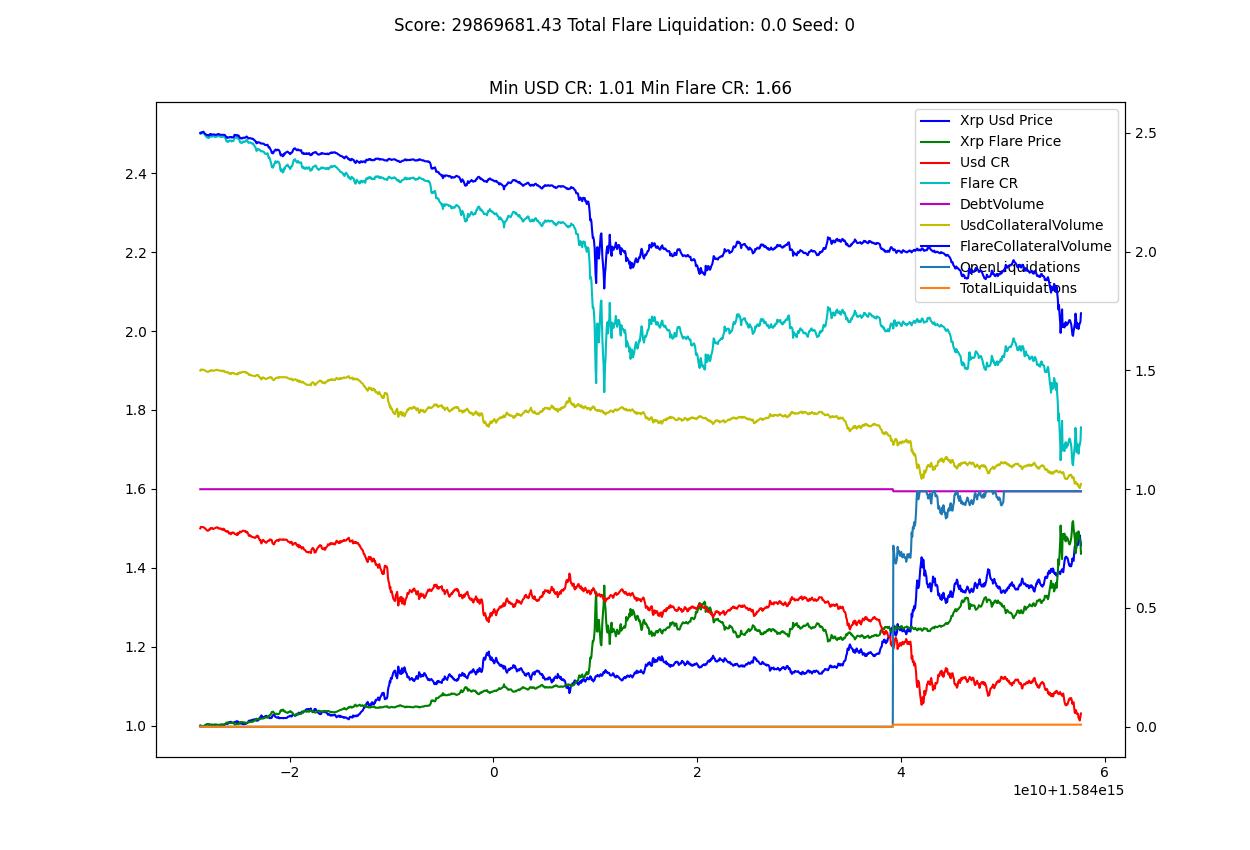 Score: 29869681.43 Total Flare Liquidation: 0.0 Seed: 0
Min USD CR: 1.01 Min Flare CR: 1.66
Xrp Usd Price
Xrp Flare Price
Usd CR
Flare CR
DebtVolume
UsdCollateralVolume
FlareCollateralVolume
OpenLiquidations
TotalLiquidations
2.4
2.2
2.0
1.8
1.6
1.4
1.2
1.0
2.5
2.0
1.5
1.0
0.5
0.0
−2
0
2
4
6
1e10+1.584e15